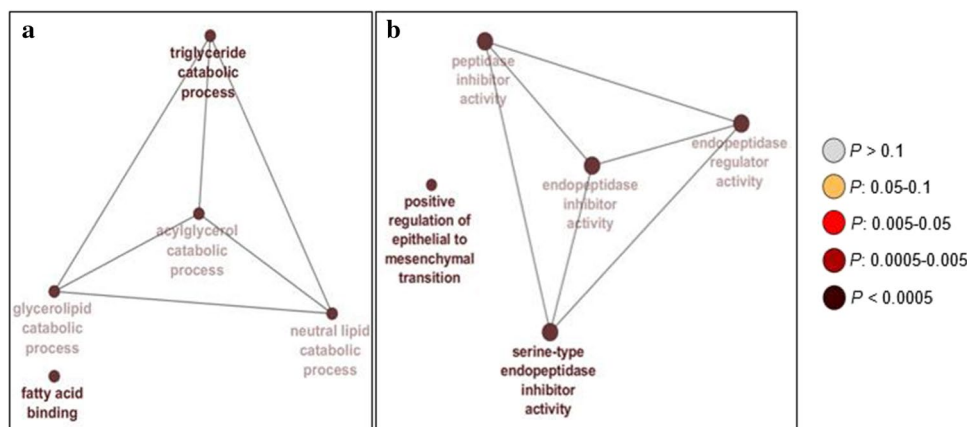 a
triglyceride
catabolic
process
acylglycerol
catabolic
process
glycerolipid
catabolic
process
neutral lipid
catabolic
process
fatty acid
binding
b
peptidase
inhibitor
activity
endopeptidase
regulator
activity
endopeptidase
inhibitor
activity
positive
regulation of
epithelial to
mesenchymal
transition
serine-type
endopeptidase
inhibitor
activity
P > 0.1
P: 0.05-0.1
P: 0.005-0.05
P: 0.0005-0.005
P < 0.0005